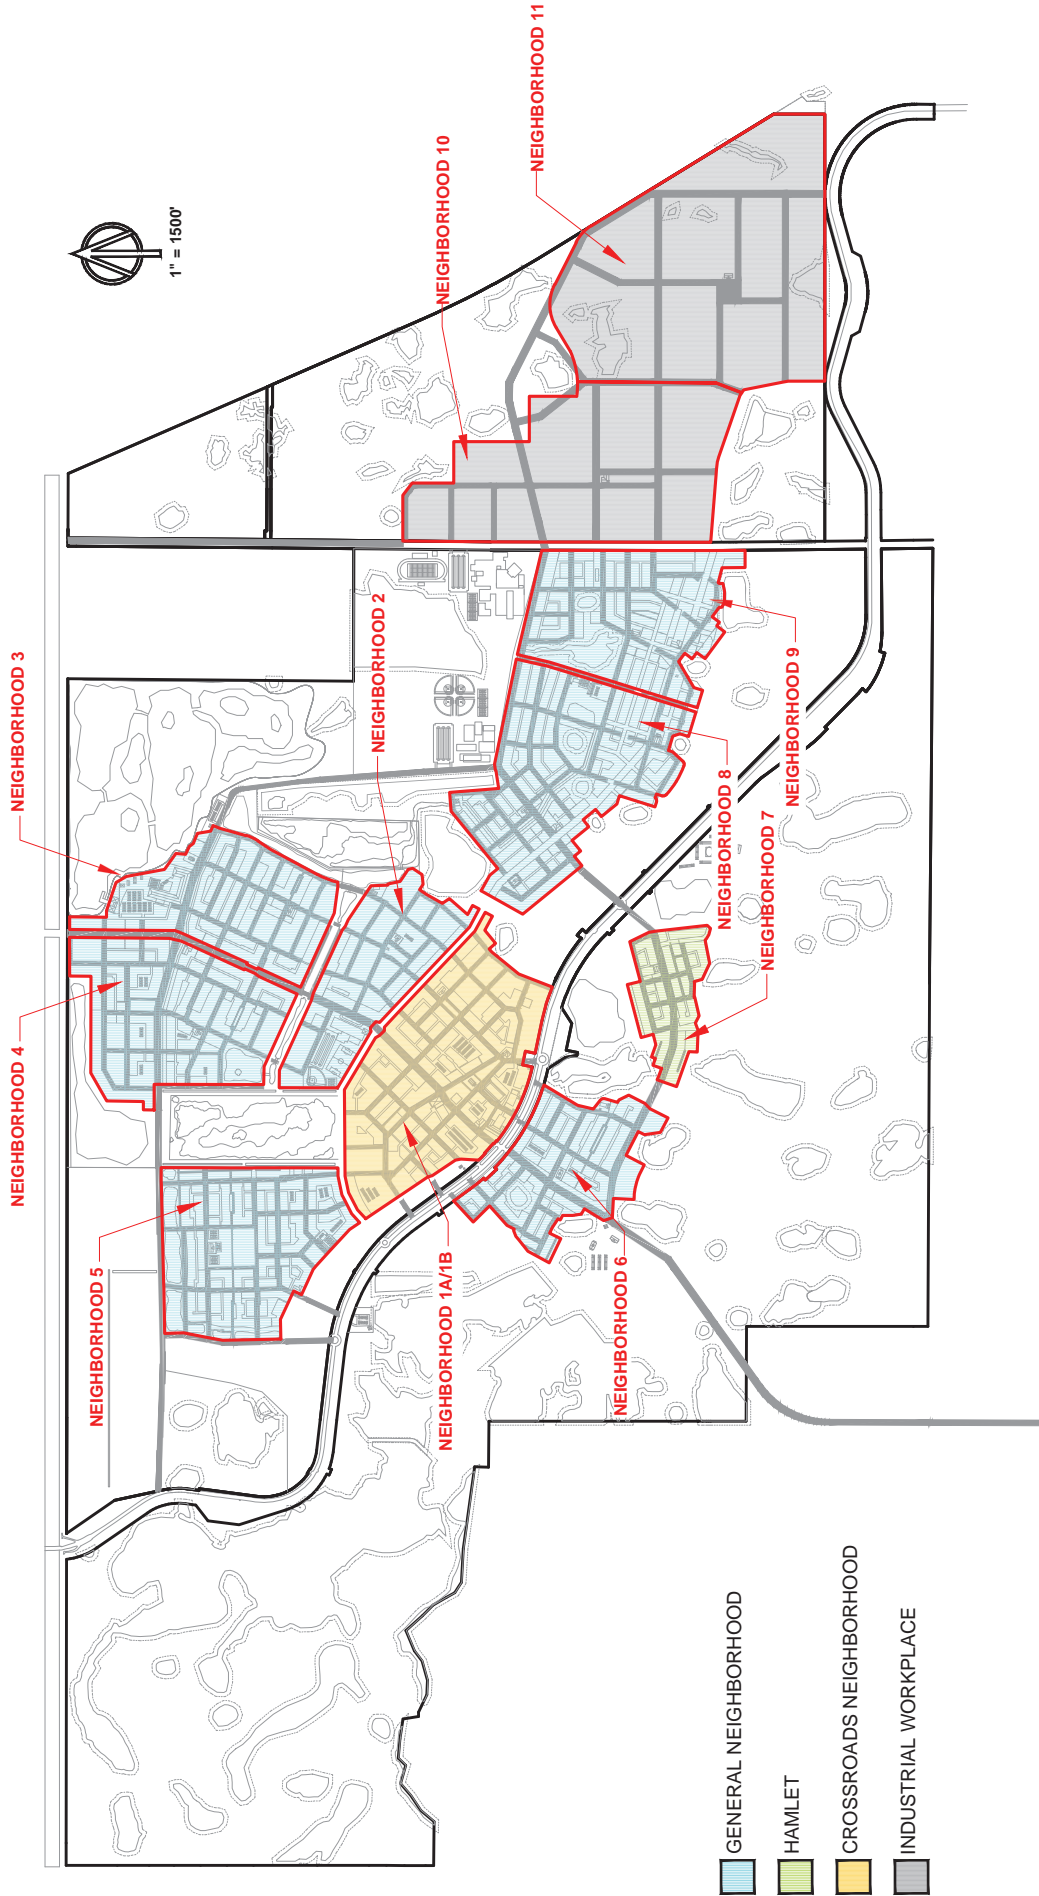 NEIGHBORHOOD 3
NEIGHBORHOOD 4
NEIGHBORHOOD 5
NEIGHBORHOOD 2
NEIGHBORHOOD 1A/1B
NEIGHBORHOOD 6
NEIGHBORHOOD 7
NEIGHBORHOOD 8
NEIGHBORHOOD 9
NEIGHBORHOOD 10
NEIGHBORHOOD 11
1" = 1500'
GENERAL NEIGHBORHOOD
HAMLET
CROSSROADS NEIGHBORHOOD
INDUSTRIAL WORKPLACE